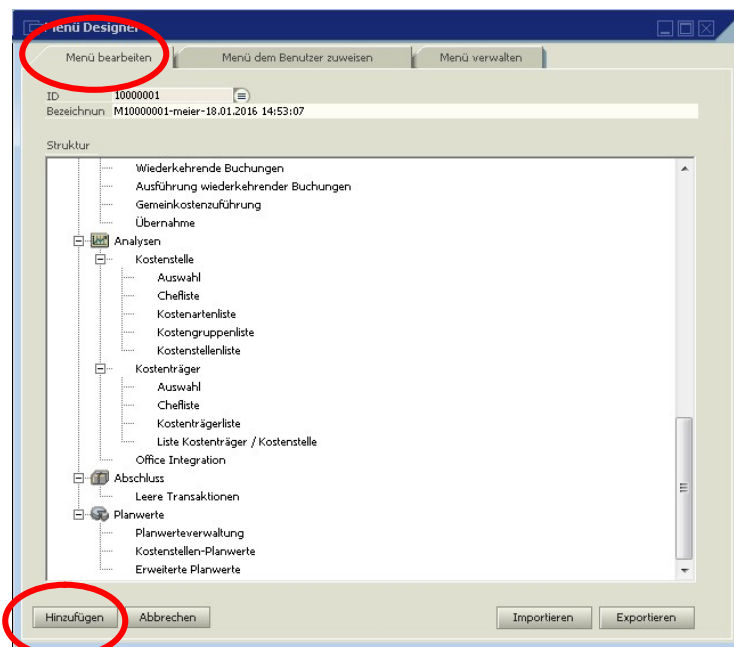 Menü Designer
Menü bearbeiten Menü dem Benutzer zuweisen Menü verwalten
ID 10000001
Bezeichnun M10000001-meier-18.01.2016 14:53:07
Struktur
Wiederkehrende Buchungen
Ausführung wiederkehrender Buchungen
Gemeinkostenzuführung
Übernahme
Analysen
Kostenstelle
Auswahl
Chefliste
Kostenartenliste
Kostengruppenliste
Kostenstellenliste
Kostenträger
Auswahl
Chefliste
Kostenträgerliste
Liste Kostenträger / Kostenstelle
Office Integration
Abschluss
Leere Transaktionen
Planwerte
Planwerteverwaltung
Kostenstellen-Planwerte
Erweiterte Planwerte
Hinzufügen Abbrechen Importieren Exportieren